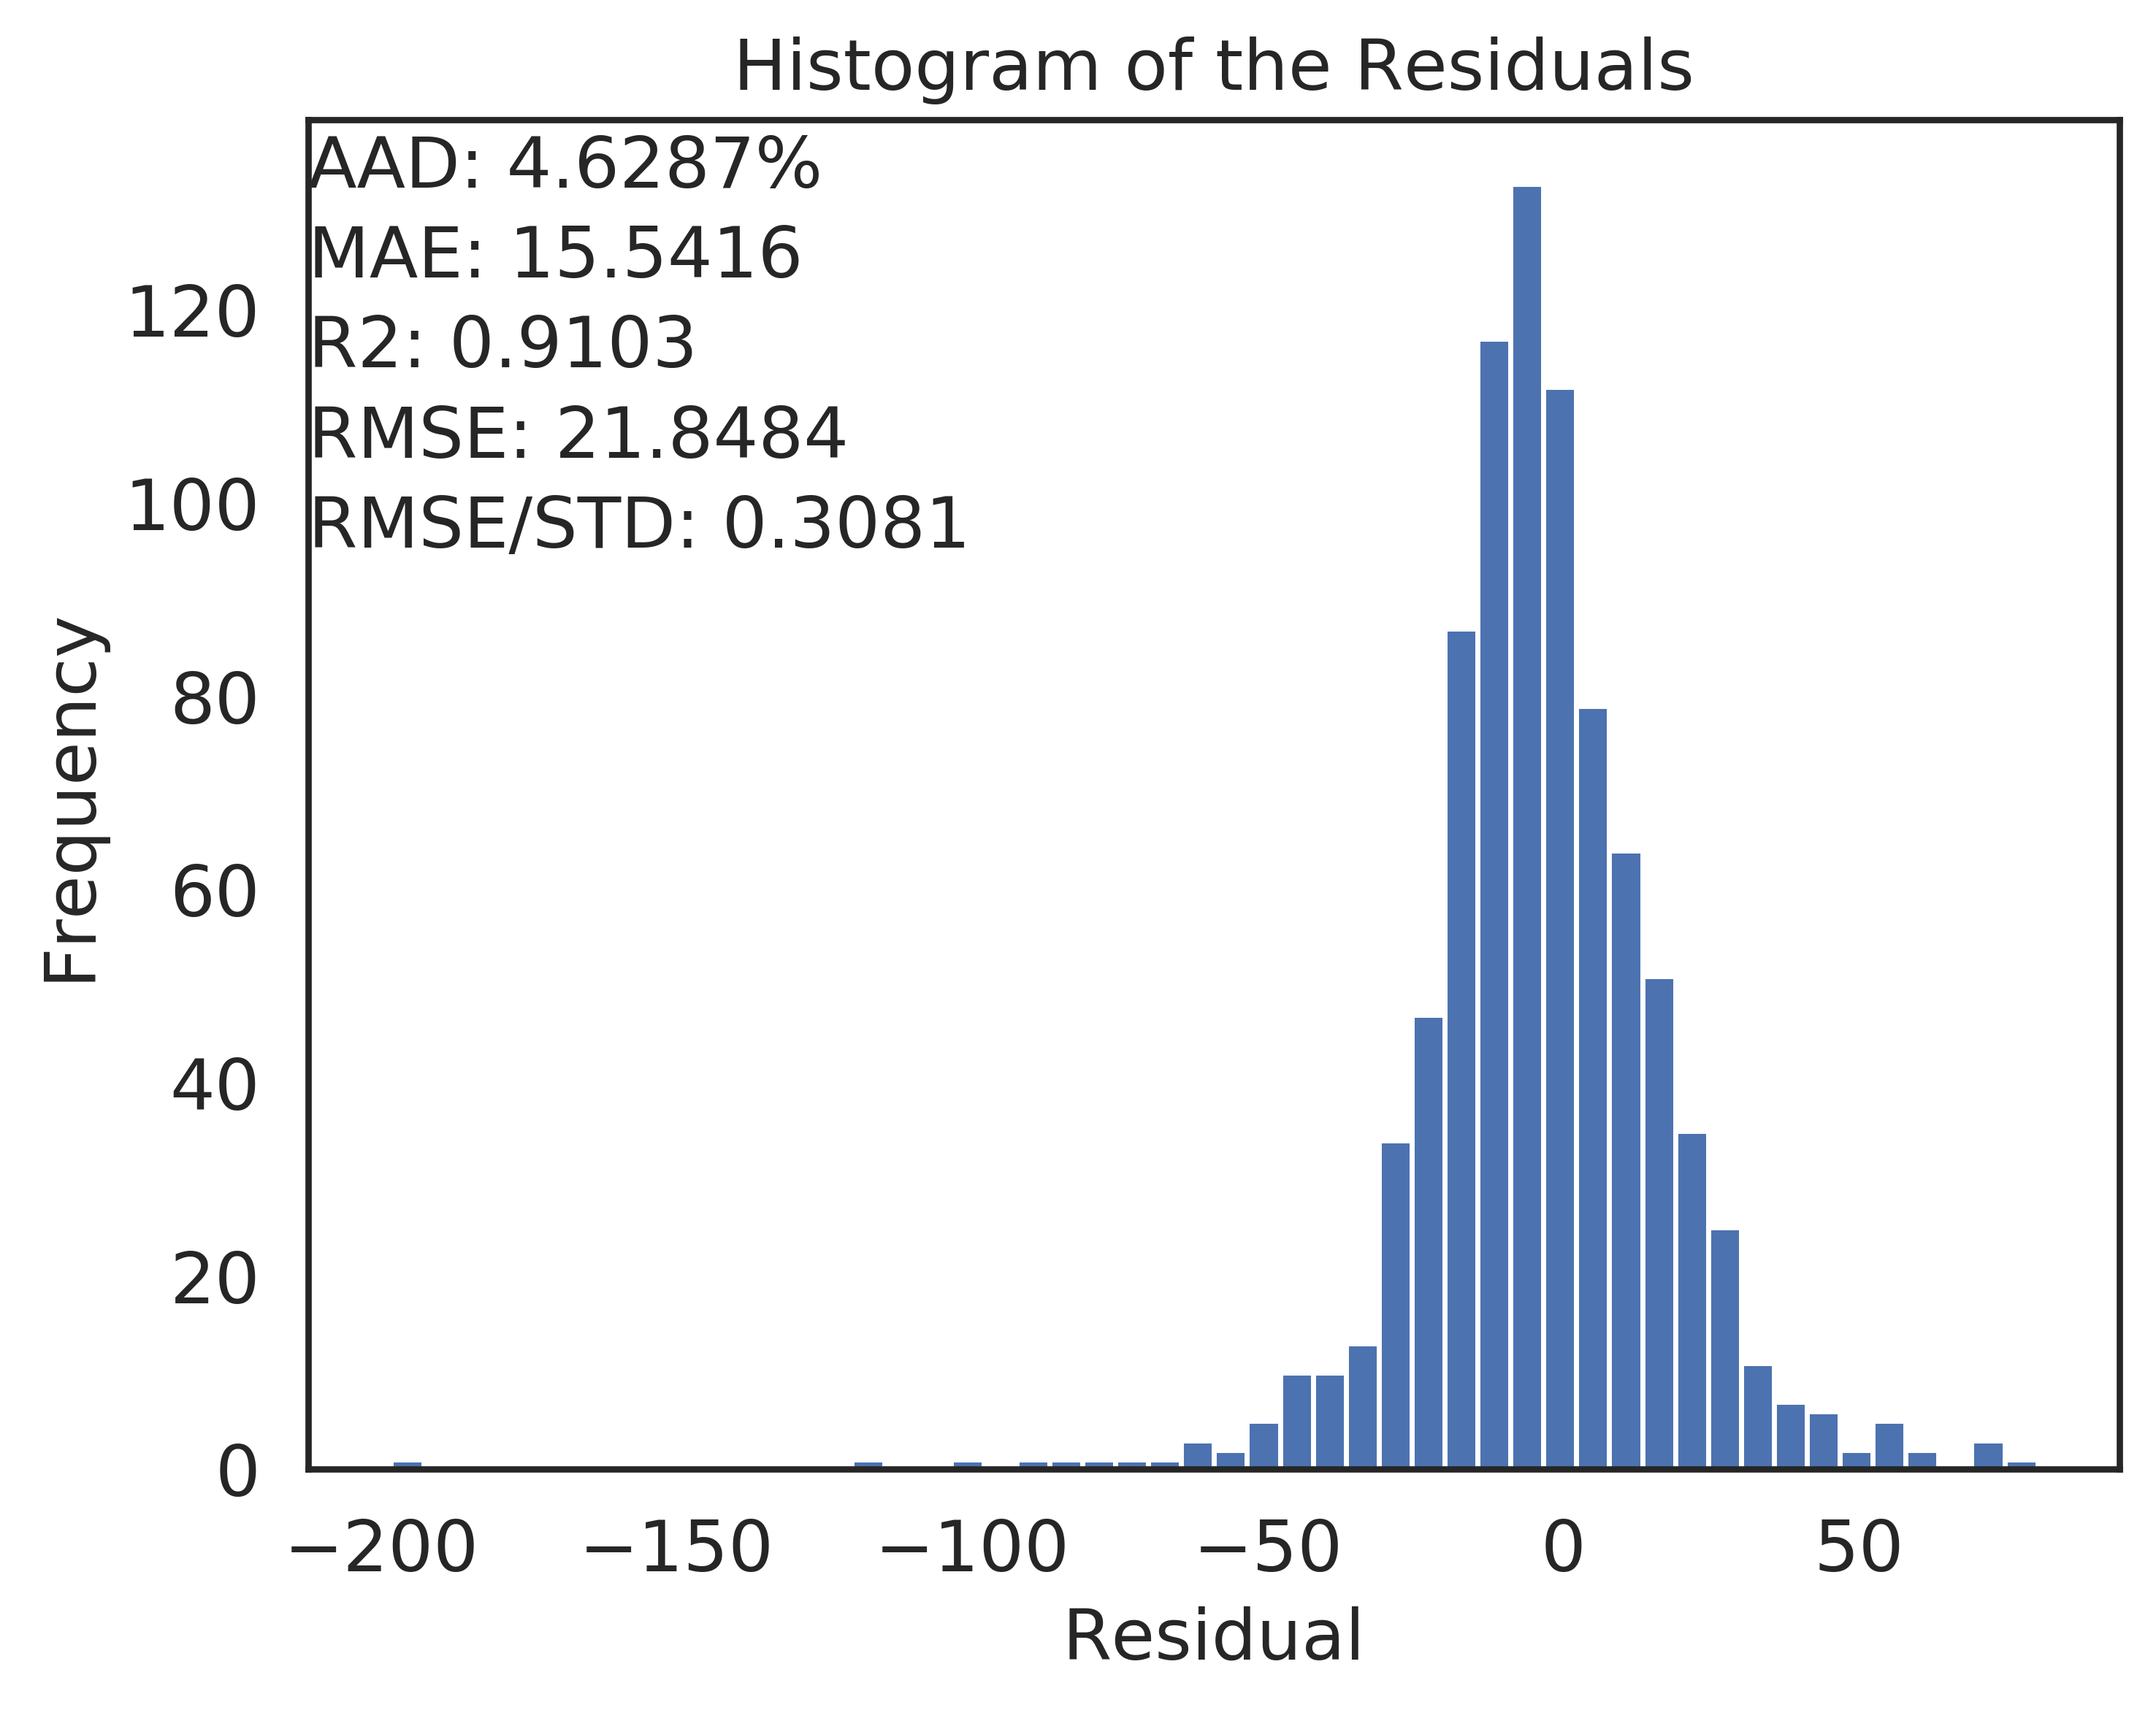 Histogram of the Residuals
AAD: 4.6287%
MAE: 15.5416
R2: 0.9103
RMSE: 21.8484
RMSE/STD: 0.3081
120
100
80
60
40
20
0
Frequency
−200 −150 −100 −50 0 50
Residual